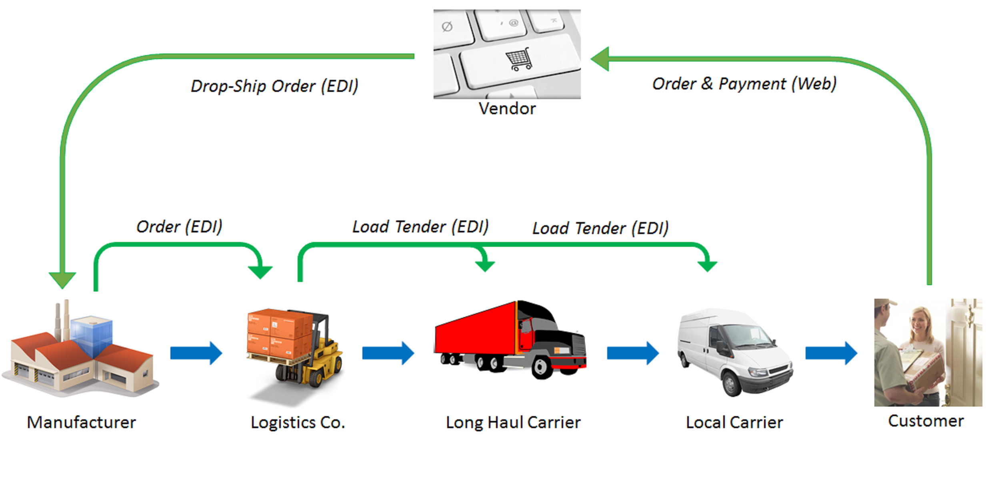 Drop-Ship Order (EDI)
Order & Payment (Web)
Vendor
Order (EDI)
Load Tender (EDI)
Load Tender (EDI)
Manufacturer
Logistics Co.
Long Haul Carrier
Local Carrier
Customer